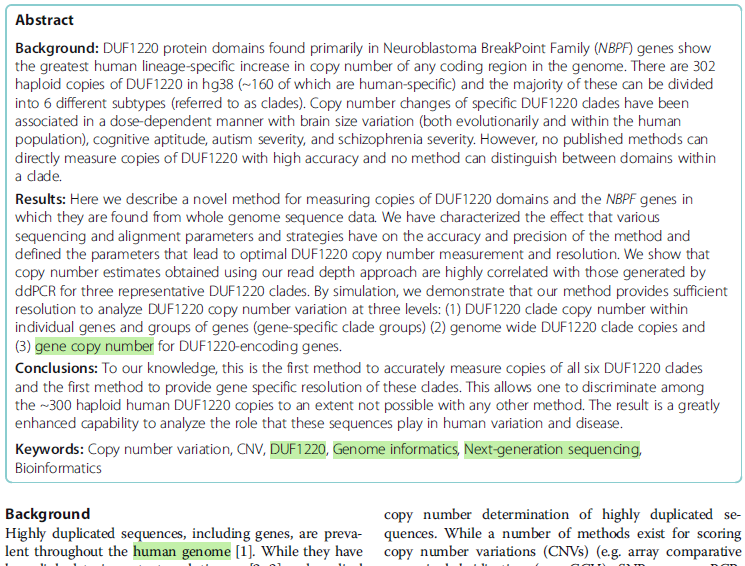 Abstract
Background: DUF1220 protein domains found primarily in Neuroblastoma BreakPoint Family (NBPF) genes show
the greatest human lineage-specific increase in copy number of any coding region in the genome. There are 302
haploid copies of DUF1220 in hg38 (~160 of which are human-specific) and the majority of these can be divided
into 6 different subtypes (referred to as clades). Copy number changes of specific DUF1220 clades have been
associated in a dose-dependent manner with brain size variation (both evolutionarily and within the human
population), cognitive aptitude, autism severity, and schizophrenia severity. However, no published methods can
directly measure copies of DUF1220 with high accuracy and no method can distinguish between domains within
a clade.
Results: Here we describe a novel method for measuring copies of DUF1220 domains and the NBPF genes in
which they are found from whole genome sequence data. We have characterized the effect that various
sequencing and alignment parameters and strategies have on the accuracy and precision of the method and
defined the parameters that lead to optimal DUF1220 copy number measurement and resolution. We show that
copy number estimates obtained using our read depth approach are highly correlated with those generated by
ddPCR for three representative DUF1220 clades. By simulation, we demonstrate that our method provides sufficient
resolution to analyze DUF1220 copy number variation at three levels: (1) DUF1220 clade copy number within
individual genes and groups of genes (gene-specific clade groups) (2) genome wide DUF1220 clade copies and
(3) gene copy number for DUF1220-encoding genes.
Conclusions: To our knowledge, this is the first method to accurately measure copies of all six DUF1220 clades
and the first method to provide gene specific resolution of these clades. This allows one to discriminate among
the ~300 haploid human DUF1220 copies to an extent not possible with any other method. The result is a greatly
enhanced capability to analyze the role that these sequences play in human variation and disease.
Keywords: Copy number variation, CNV, DUF1220, Genome informatics, Next-generation sequencing,
Bioinformatics
Background
Highly duplicated sequences, including genes, are preva-
lent throughout the human genome [1]. While they have
copy number determination of highly duplicated se-
quences. While a number of methods exist for scoring
copy number variations (CNVs) (e.g. array comparative